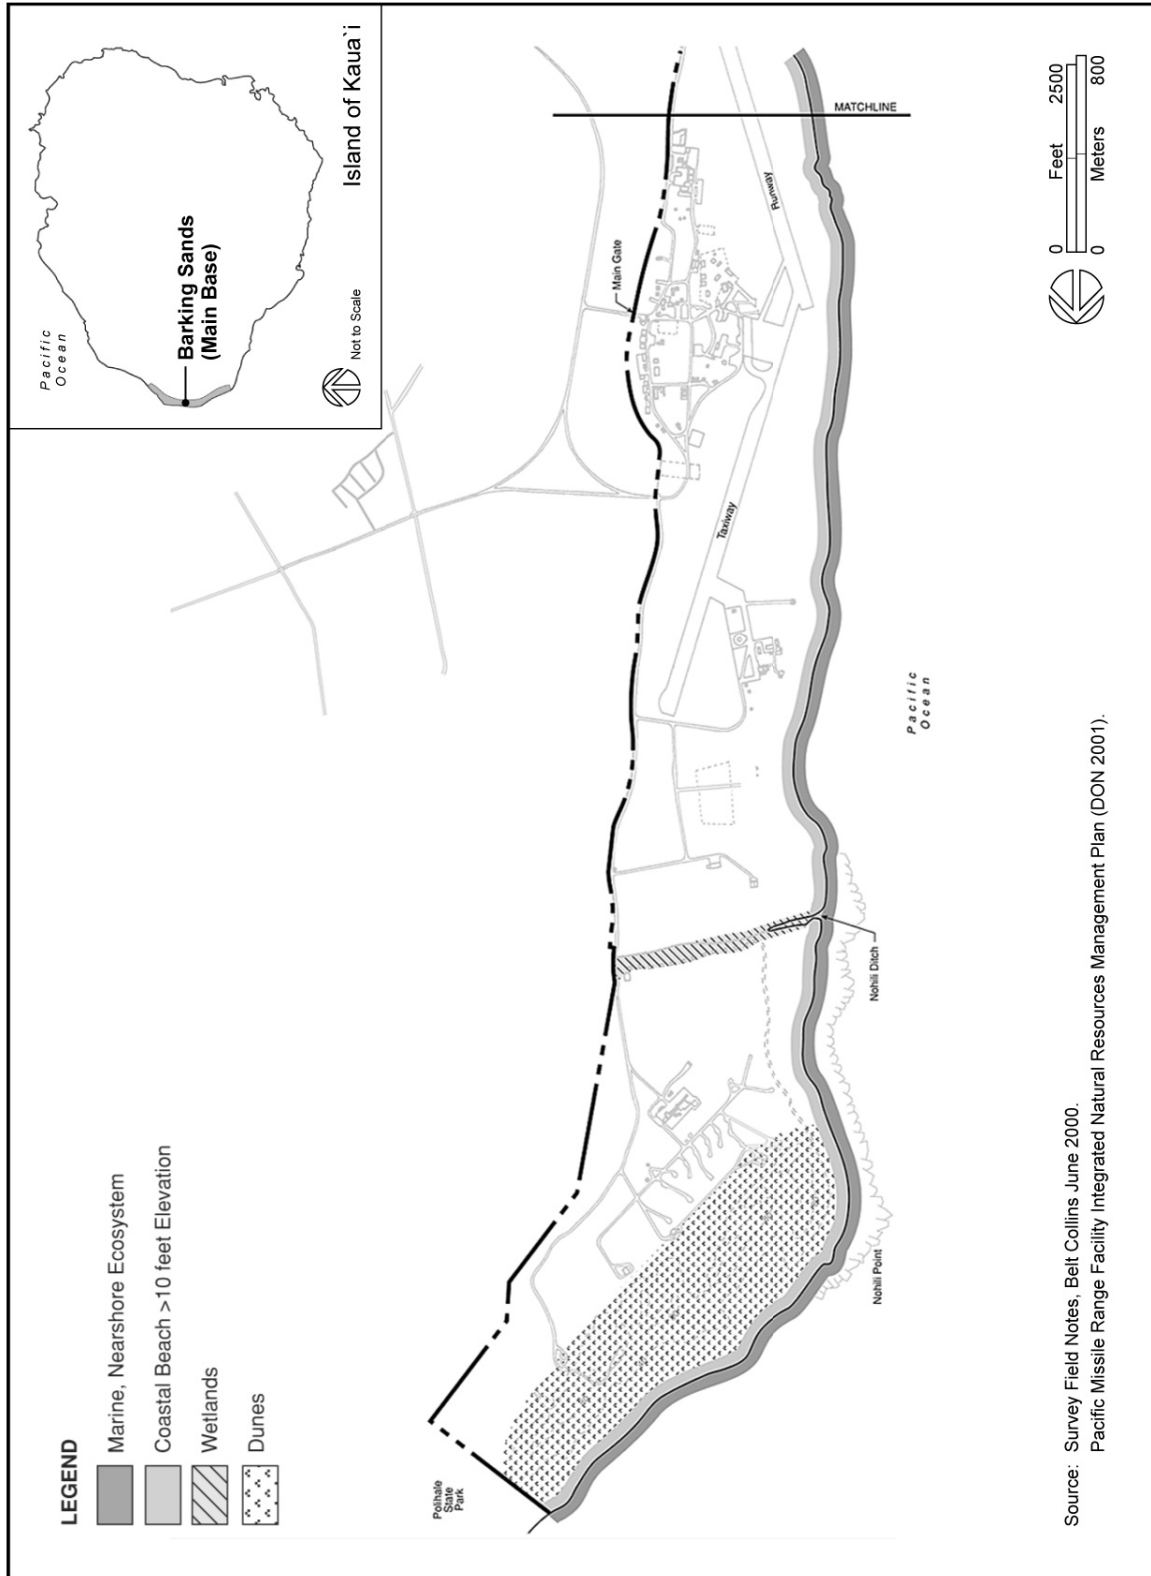 LEGEND
Marine, Nearshore Ecosystem
Coastal Beach >10 feet Elevation
Wetlands
Dunes
Pacific
Ocean
Barking Sands
(Main Base)
Not to Scale
Island of Kaua`i
Polihale
State
Park
Main Gate
MATCHLINE
Runway
Taxiway
Nohili Ditch
Nohili Point
Pacific
Ocean
0 Feet 2500
0 Meters 800
Source: Survey Field Notes, Belt Collins June 2000.
Pacific Missile Range Facility Integrated Natural Resources Management Plan (DON 2001).